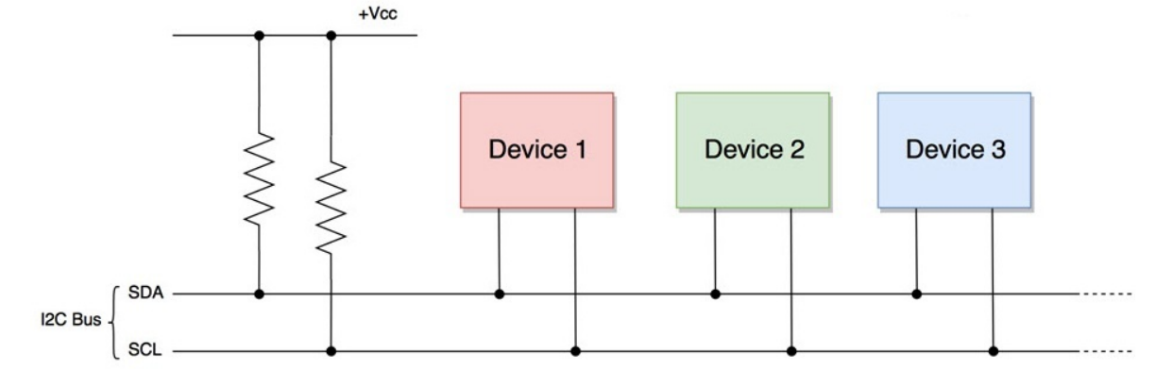 +Vcc
Device 1
Device 2
Device 3
SDA
I2C Bus
SCL